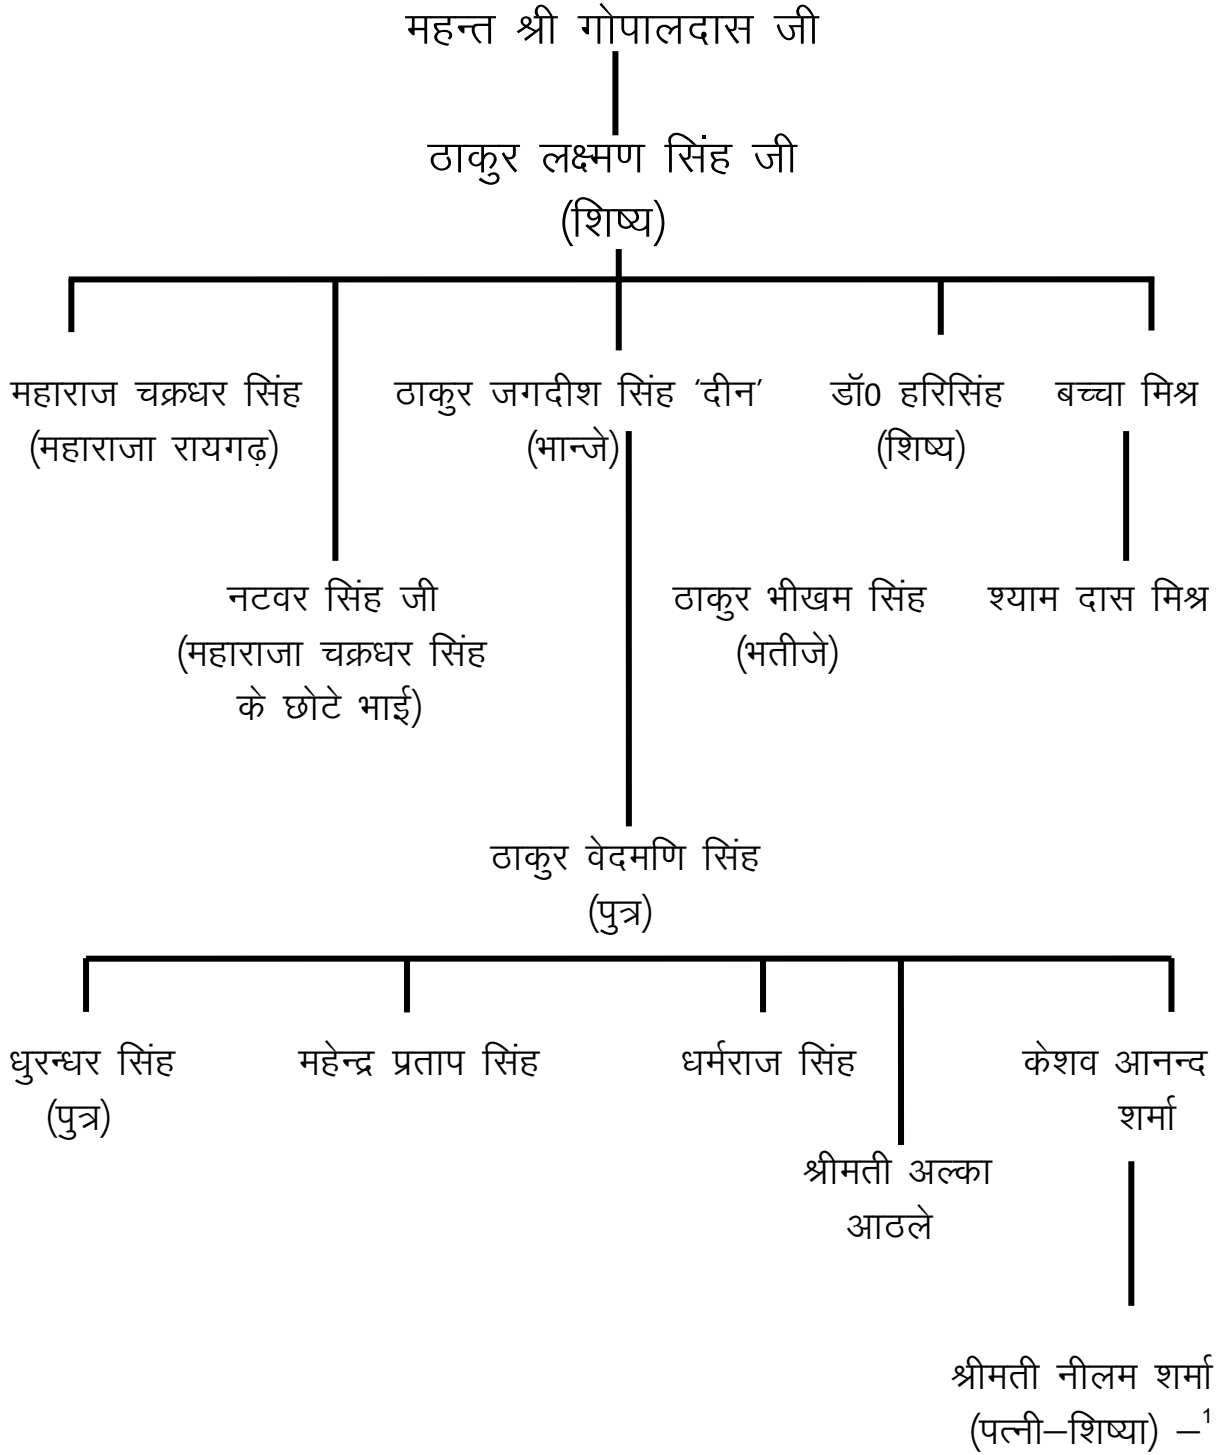 महन्त श्री गोपालदास जी
ठाकुर लक्ष्मण सिंह जी
(शिष्य)
महाराज चक्रधर सिंह
(महाराजा रायगढ़)
ठाकुर जगदीश सिंह 'दीन'
(भान्जे)
डॉ0 हरिसिंह
(शिष्य)
बच्चा मिश्र
नटवर सिंह जी
(महाराजा चक्रधर सिंह
के छोटे भाई)
ठाकुर भीखम सिंह
(भतीजे)
श्याम दास मिश्र
ठाकुर वेदमणि सिंह
(पुत्र)
धुरन्धर सिंह
(पुत्र)
महेन्द्र प्रताप सिंह
धर्मराज सिंह
केशव आनन्द
शर्मा
श्रीमती अल्का
आठले
श्रीमती नीलम शर्मा
(पत्नी–शिष्या) –¹